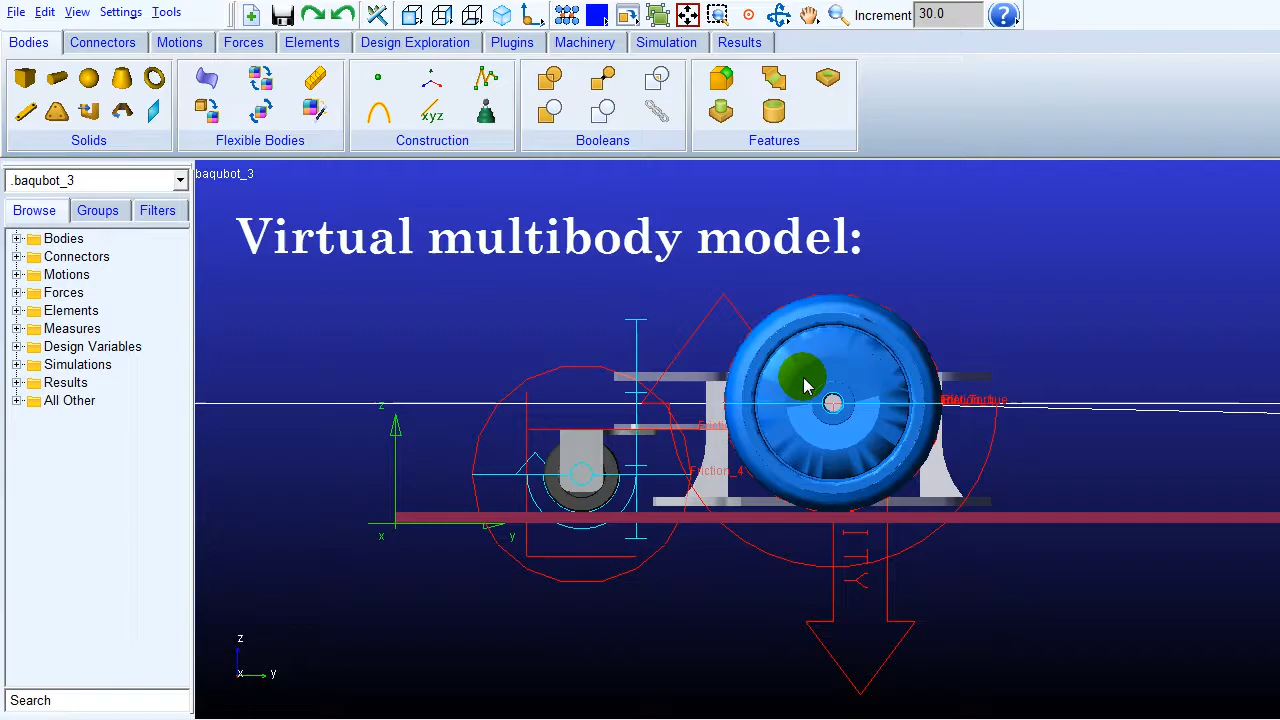 File Edit View Settings Tools
Increment 30.0
Bodies Connectors Motions Forces Elements Design Exploration Plugins Machinery Simulation Results
xyz
Solids Flexible Bodies Construction Booleans Features
.baqubot_3
baqubot_3
Browse Groups Filters
Virtual multibody model:
Bodies
Connectors
Motions
Forces
Elements
Measures
Design Variables
Simulations
Results
All Other
Friction_4
z
x
y
z
x
y
Search